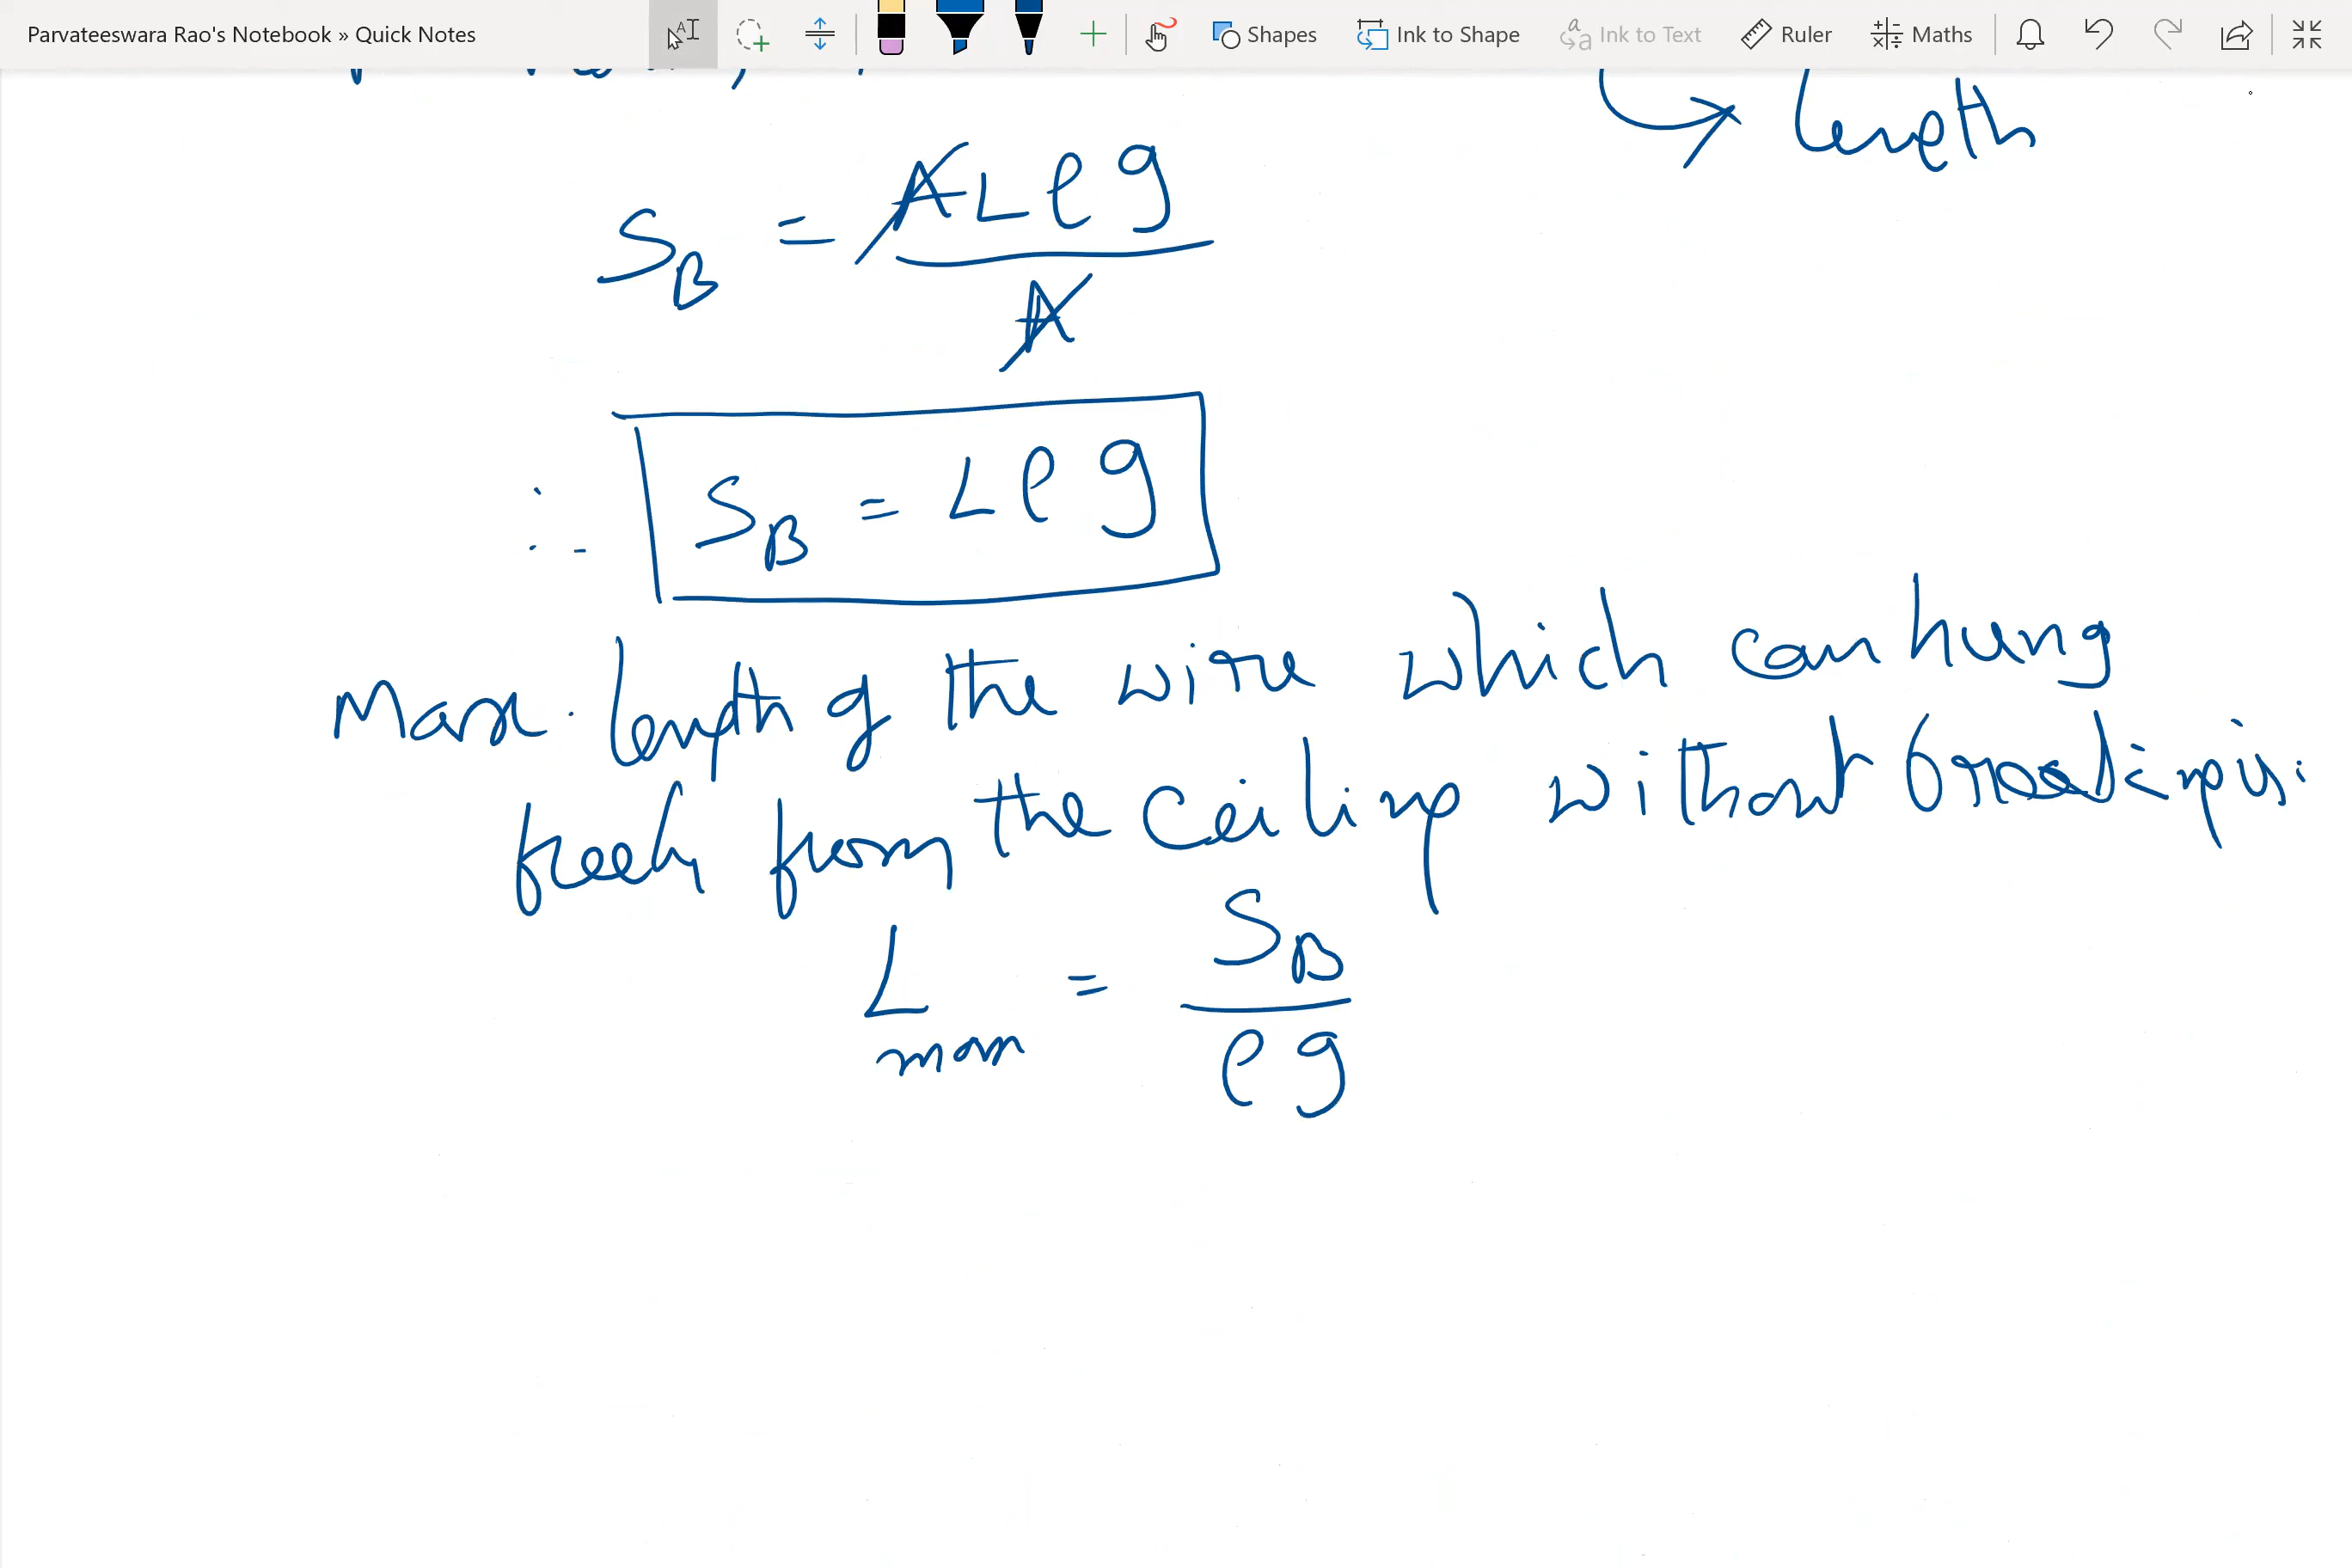 Parvateeswara Rao's Notebook » Quick Notes
Shapes
Ink to Shape
Ink to Text
Ruler
Maths
length
S_B = ALρg / A
∴ S_B = Lρg
Max. length of the wire which can hung
freely from the ceiling without breaking is:
L_max = S_B / ρg